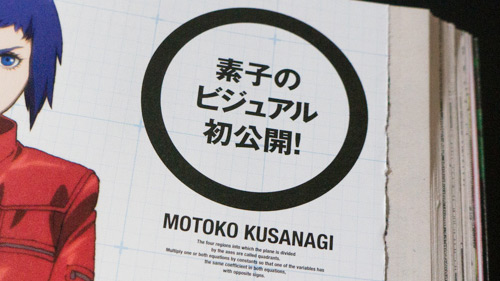 素子の
ビジュアル
初公開!
MOTOKO KUSANAGI
The four regions into which the plane is divided
by the axes are called quadrants.
Multiply one or both equations by constants so that one of the variables has
the same coefficient in both equations,
with opposite signs.